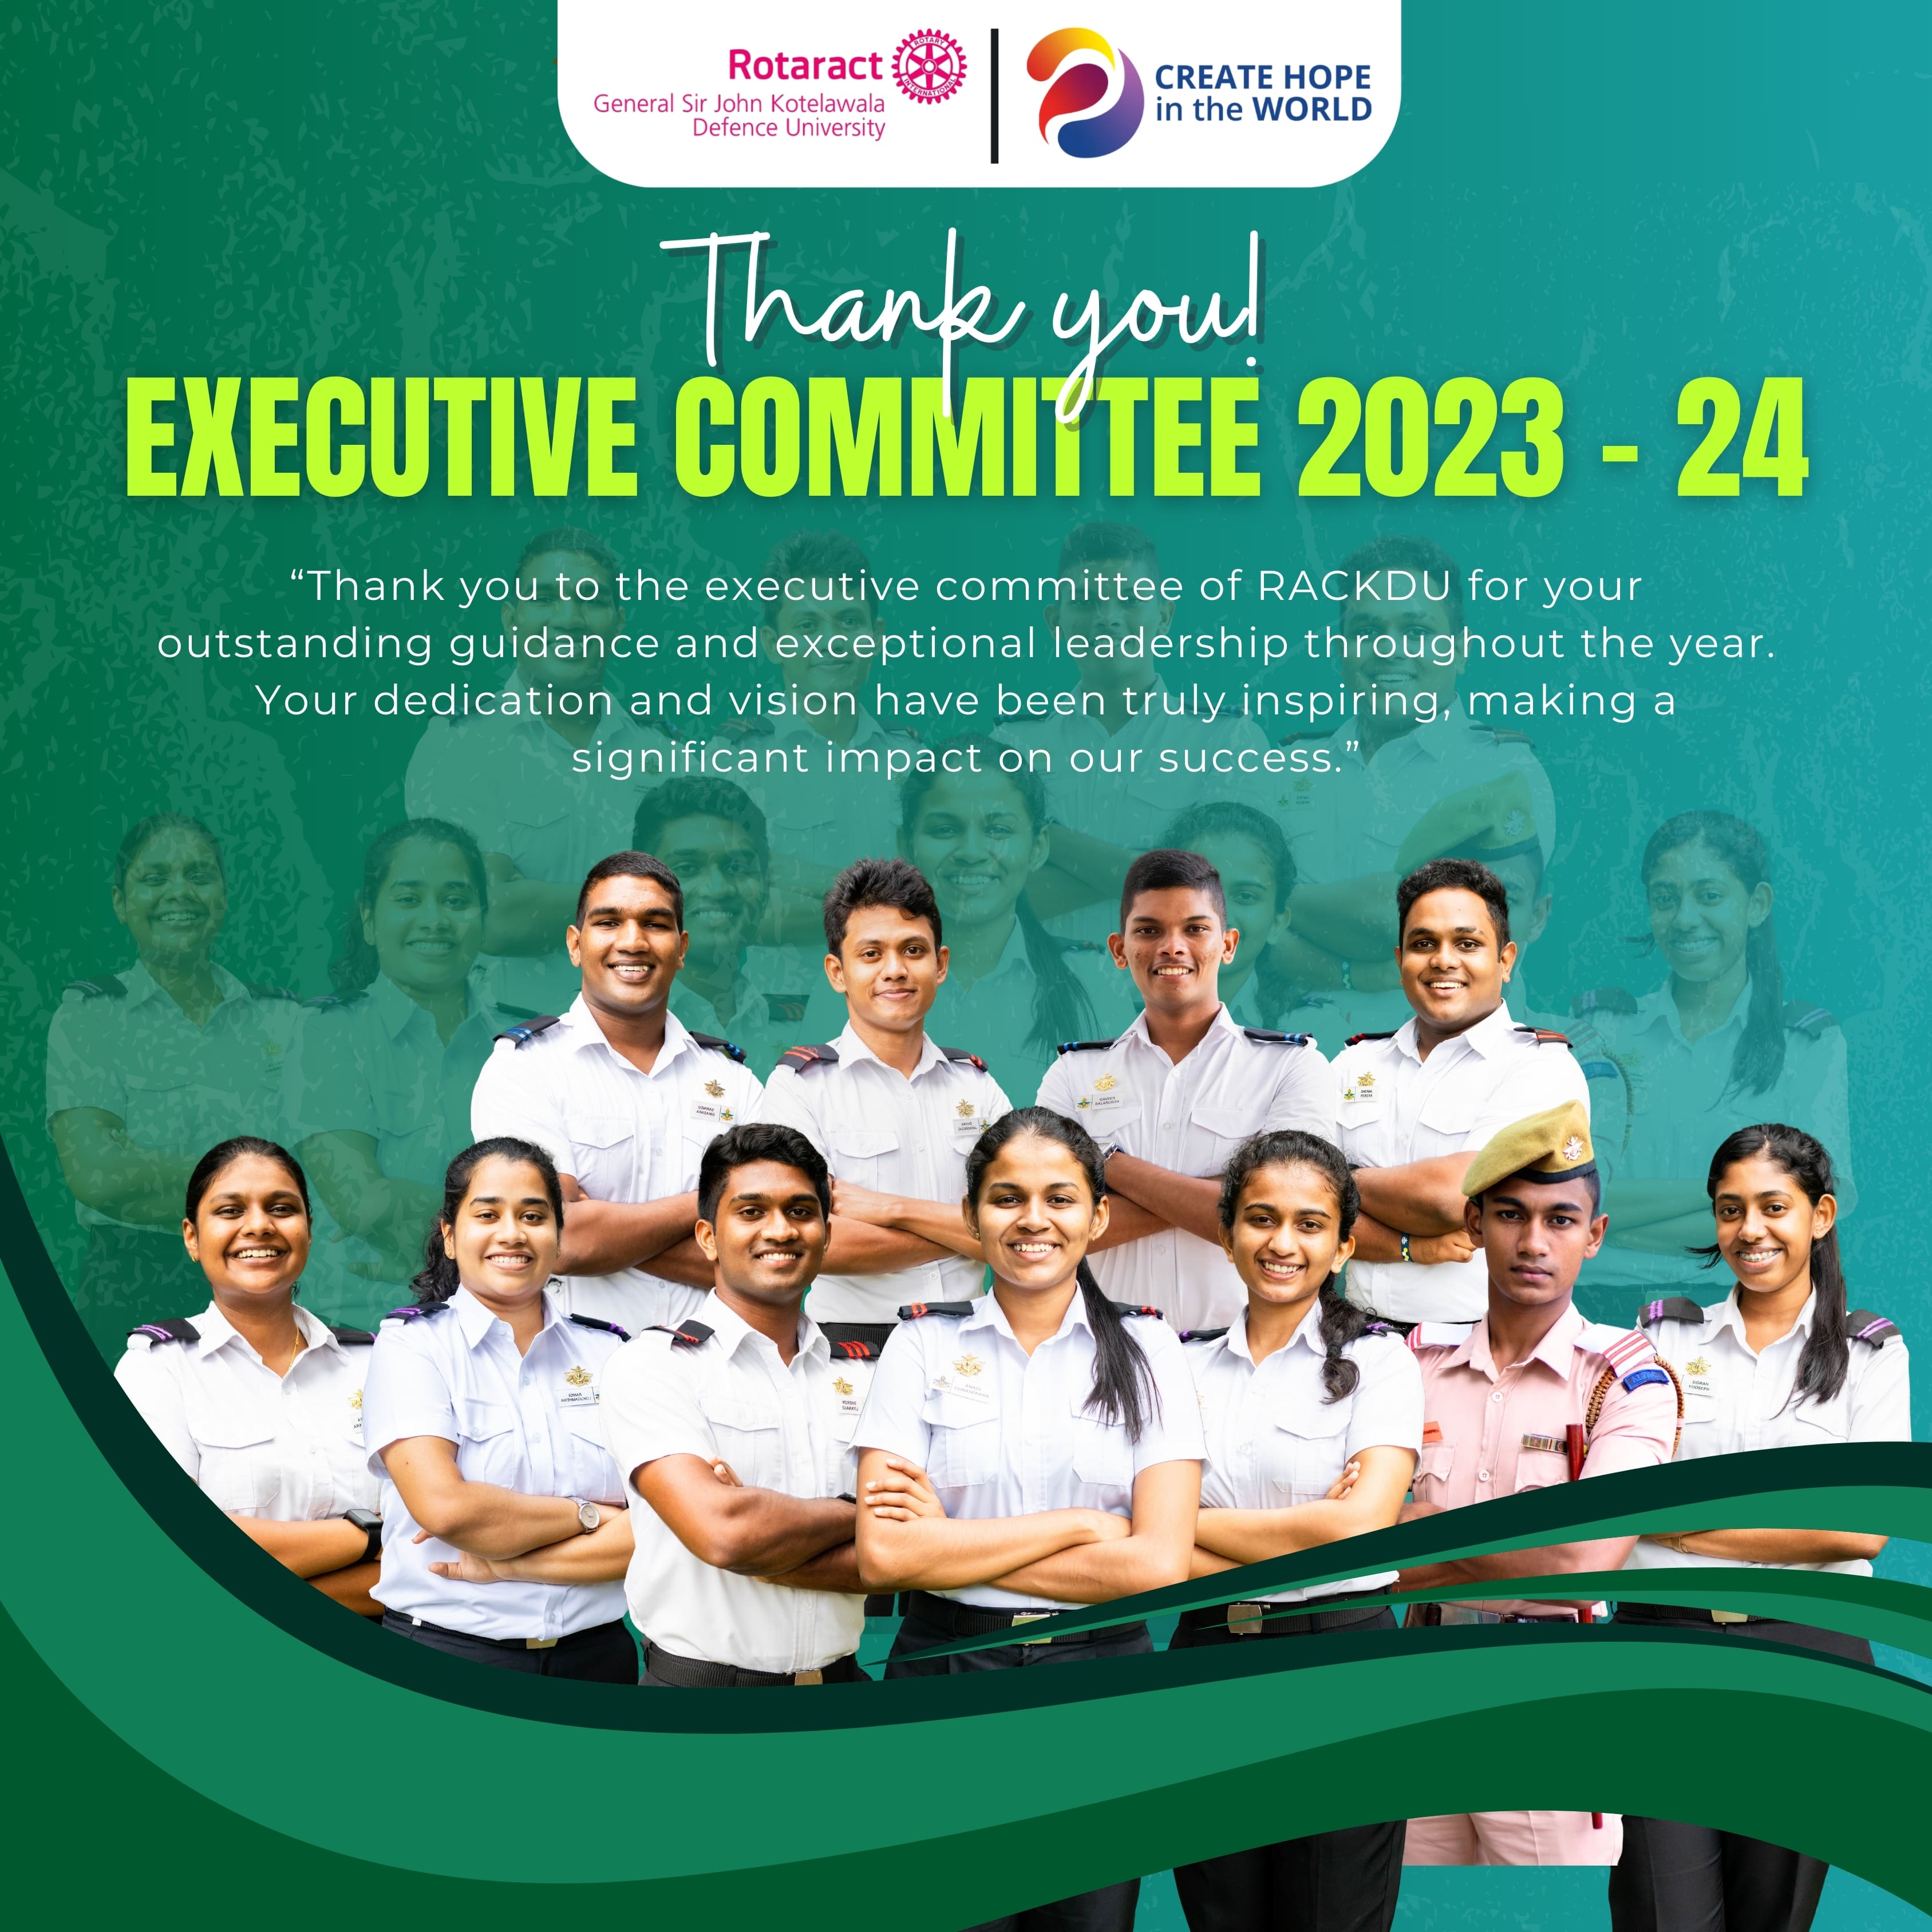 Rotaract
ROTARY
INTERNATIONAL
General Sir John Kotelawala
Defence University
CREATE HOPE
in the WORLD
Thank you!
EXECUTIVE COMMITTEE 2023 - 24
“Thank you to the executive committee of RACKDU for your
outstanding guidance and exceptional leadership throughout the year.
Your dedication and vision have been truly inspiring, making a
significant impact on our success.”